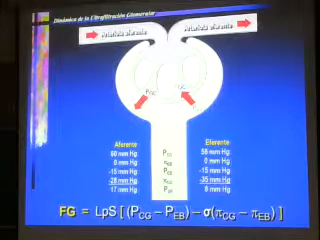 Dinámica de la Ultrafiltración Glomerular
Arteriola aferente
Arteriola eferente
Aferente
Eferente
60 mm Hg
P
58 mm Hg
0 mm Hg
P
0 mm Hg
-15 mm Hg
P
-15 mm Hg
-28 mm Hg
-35 mm Hg
17 mm Hg
P
8 mm Hg
FG = LpS [ (PCG – PEB) – σ(πCG – πEB) ]